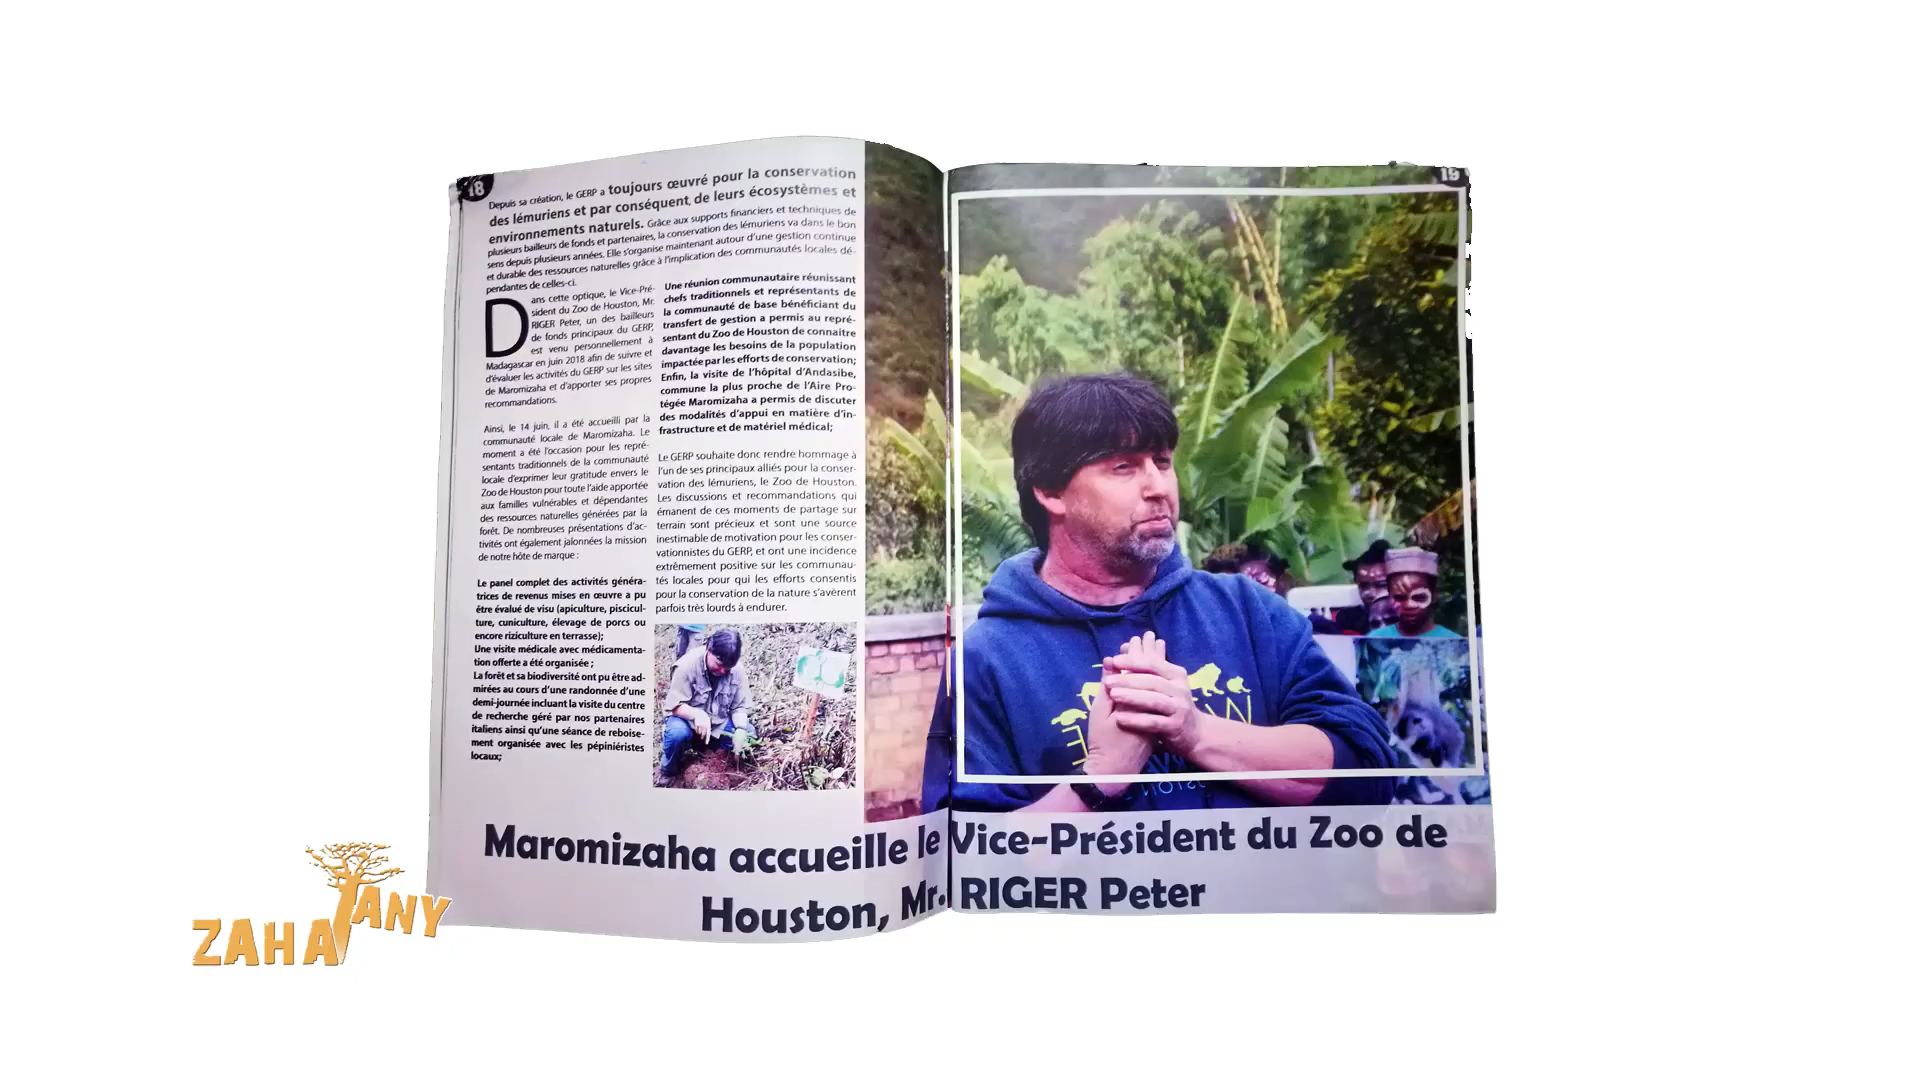 18
Depuis sa création, le GERP a toujours œuvré pour la conservation
des lémuriens et par conséquent de leurs écosystèmes et
environnements naturels. Grâce aux supports financiers et techniques de
plusieurs bailleurs de fonds et partenaires, la conservation des lémuriens va dans le bon
sens depuis plusieurs années. Elle s'organise maintenant autour d'une gestion continue
et durable des ressources naturelles grâce à l'implication des communautés locales dé-
pendantes de celles-ci.
Dans cette optique, le Vice-Pré-
sident du Zoo de Houston, Mr.
RIGER Peter, un des bailleurs
de fonds principaux du GERP,
est venu personnellement à
Madagascar en juin 2018 afin de suivre et
d'évaluer les activités du GERP sur les sites
de Maromizaha et d'apporter ses propres
recommandations.
Ainsi, le 14 juin, il a été accueilli par la
communauté locale de Maromizaha. Le
moment a été l'occasion pour les repré-
sentants traditionnels de la communauté
locale d'exprimer leur gratitude envers le
Zoo de Houston pour toute l'aide apportée
aux familles vulnérables et dépendantes
des ressources naturelles générées par la
forêt. De nombreuses présentations d'ac-
tivités ont également jalonnées la mission
de notre hôte de marque :
Le panel complet des activités généra-
trices de revenus mises en œuvre a pu
être évalué de visu (apiculture, piscicul-
ture, cuniculture, élevage de porcs ou
encore riziculture en terrasse);
Une visite médicale avec médicamenta-
tion offerte a été organisée ;
La forêt et sa biodiversité ont pu être ad-
mirées au cours d'une randonnée d'une
demi-journée incluant la visite du centre
de recherche géré par nos partenaires
italiens ainsi qu'une séance de reboise-
ment organisée avec les pépiniéristes
locaux;
Une réunion communautaire réunissant
chefs traditionnels et représentants de
la communauté de base bénéficiant du
transfert de gestion a permis au repré-
sentant du Zoo de Houston de connaitre
davantage les besoins de la population
impactée par les efforts de conservation;
Enfin, la visite de l'hôpital d'Andasibe,
commune la plus proche de l'Aire Pro-
tégée Maromizaha a permis de discuter
des modalités d'appui en matière d'in-
frastructure et de matériel médical;
Le GERP souhaite donc rendre hommage à
l'un de ses principaux alliés pour la conser-
vation des lémuriens, le Zoo de Houston.
Les discussions et recommandations qui
émanent de ces moments de partage sur
terrain sont précieux et sont une source
inestimable de motivation pour les conser-
vationnistes du GERP, et ont une incidence
extrêmement positive sur les communau-
tés locales pour qui les efforts consentis
pour la conservation de la nature s'avèrent
parfois très lourds à endurer.
19
Maromizaha accueille le Vice-Président du Zoo de
Houston, Mr. RIGER Peter
ZAHATANY